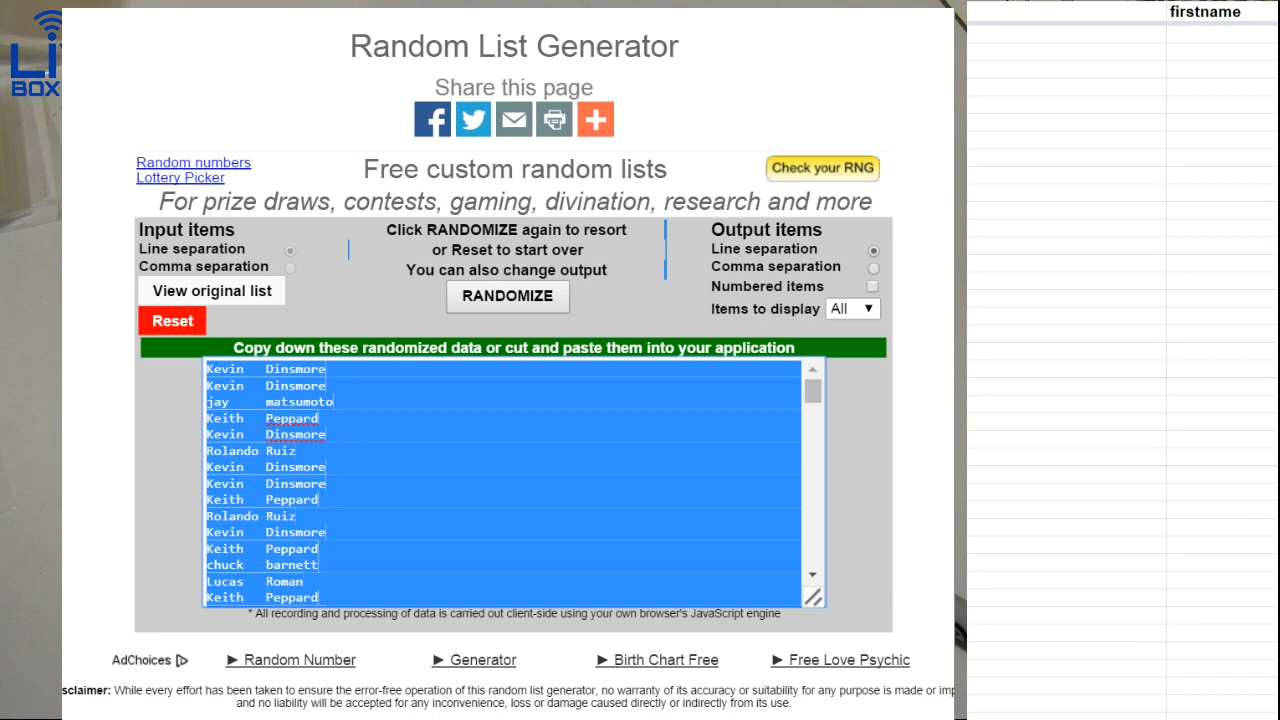 Li
BOX
Random List Generator
Share this page
Random numbers
Lottery Picker
Free custom random lists
Check your RNG
For prize draws, contests, gaming, divination, research and more
Input items
Line separation
Comma separation
View original list
Reset
Click RANDOMIZE again to resort
or Reset to start over
You can also change output
RANDOMIZE
Output items
Line separation
Comma separation
Numbered items
Items to display All
Copy down these randomized data or cut and paste them into your application
Kevin Dinsmore
Kevin Dinsmore
jay matsumoto
Keith Peppard
Kevin Dinsmore
Rolando Ruiz
Kevin Dinsmore
Kevin Dinsmore
Keith Peppard
Rolando Ruiz
Kevin Dinsmore
Keith Peppard
chuck barnett
Lucas Roman
Keith Peppard
* All recording and processing of data is carried out client-side using your own browser's JavaScript engine
AdChoices
► Random Number
► Generator
► Birth Chart Free
► Free Love Psychic
sclaimer: While every effort has been taken to ensure the error-free operation of this random list generator, no warranty of its accuracy or suitability for any purpose is made or imp
and no liability will be accepted for any inconvenience, loss or damage caused directly or indirectly from its use.
firstname